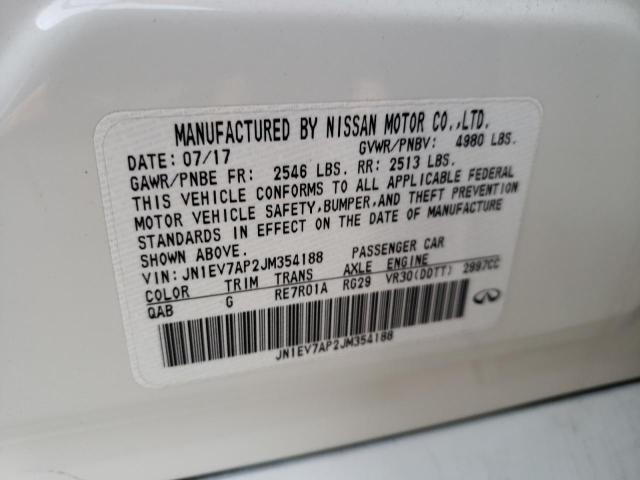 MANUFACTURED BY NISSAN MOTOR CO.,LTD.
DATE: 07/17 GVWR/PNBV: 4980 LBS.
GAWR/PNBE FR: 2546 LBS. RR: 2513 LBS.
THIS VEHICLE CONFORMS TO ALL APPLICABLE FEDERAL
MOTOR VEHICLE SAFETY,BUMPER,AND THEFT PREVENTION
STANDARDS IN EFFECT ON THE DATE OF MANUFACTURE
SHOWN ABOVE.
VIN: JN1EV7AP2JM354188 PASSENGER CAR
COLOR TRIM TRANS AXLE ENGINE
QAB G RE7R01A RG29 VR30(DDTT) 2997CC
JN1EV7AP2JM354188